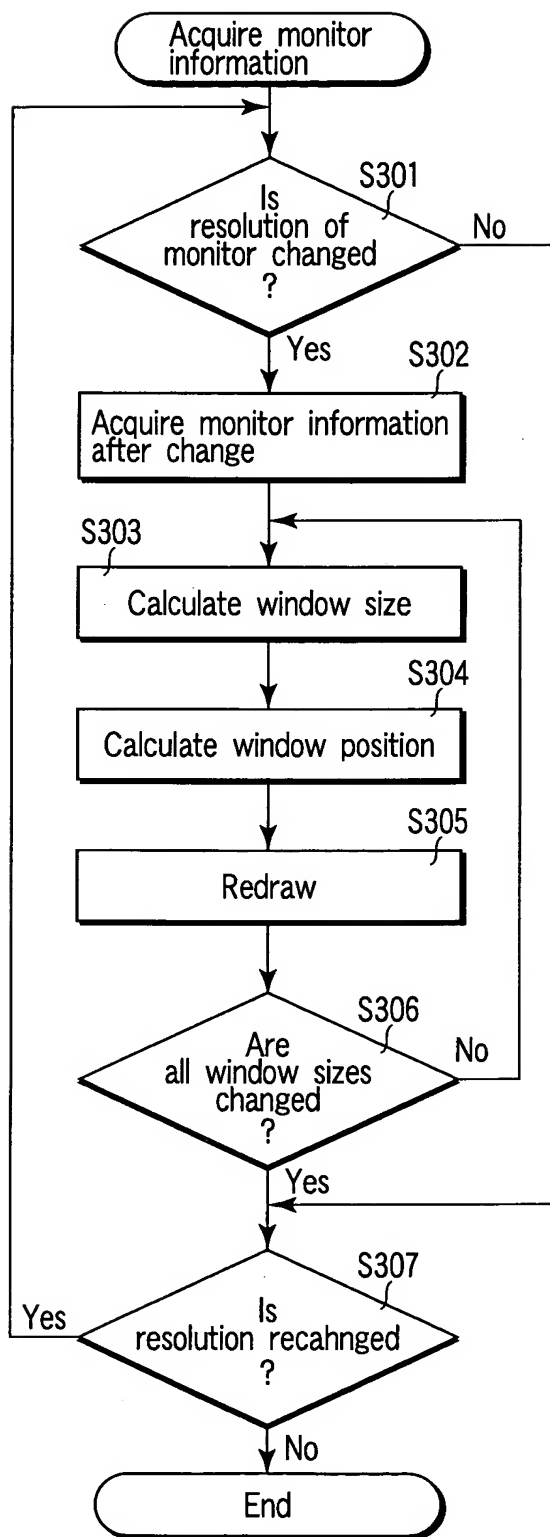 Acquire monitor
information
S301
Is
resolution of
monitor changed
?
No
Yes
S302
Acquire monitor information
after change
S303
Calculate window size
S304
Calculate window position
S305
Redraw
S306
Are
all window sizes
changed
?
No
Yes
S307
Is
resolution recahnged
?
Yes
No
End